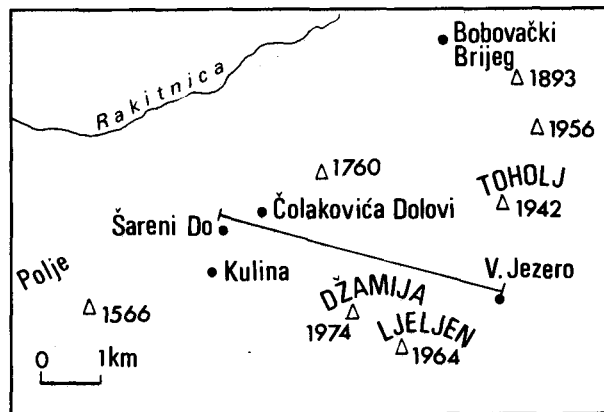 Bobovački
Brijeg
1893
Rakitnica
1956
1760
TOHOLJ
1942
Čolakovića Dolovi
Šareni Do
Kulina
V. Jezero
Polje
DŽAMIJA
1566
1974
LJELJEN
1964
0 1km